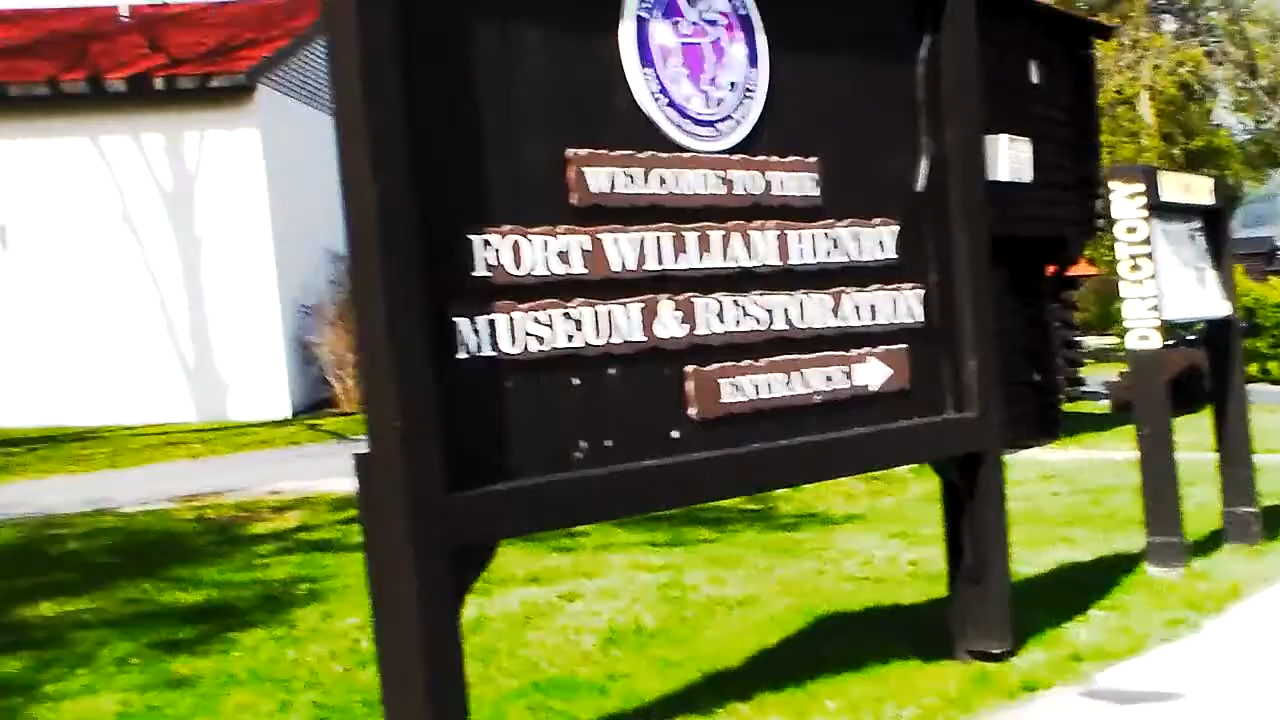 WELCOME TO THE
FORT WILLIAM HENRY
MUSEUM & RESTORATION
ENTRANCE
DIRECTORY